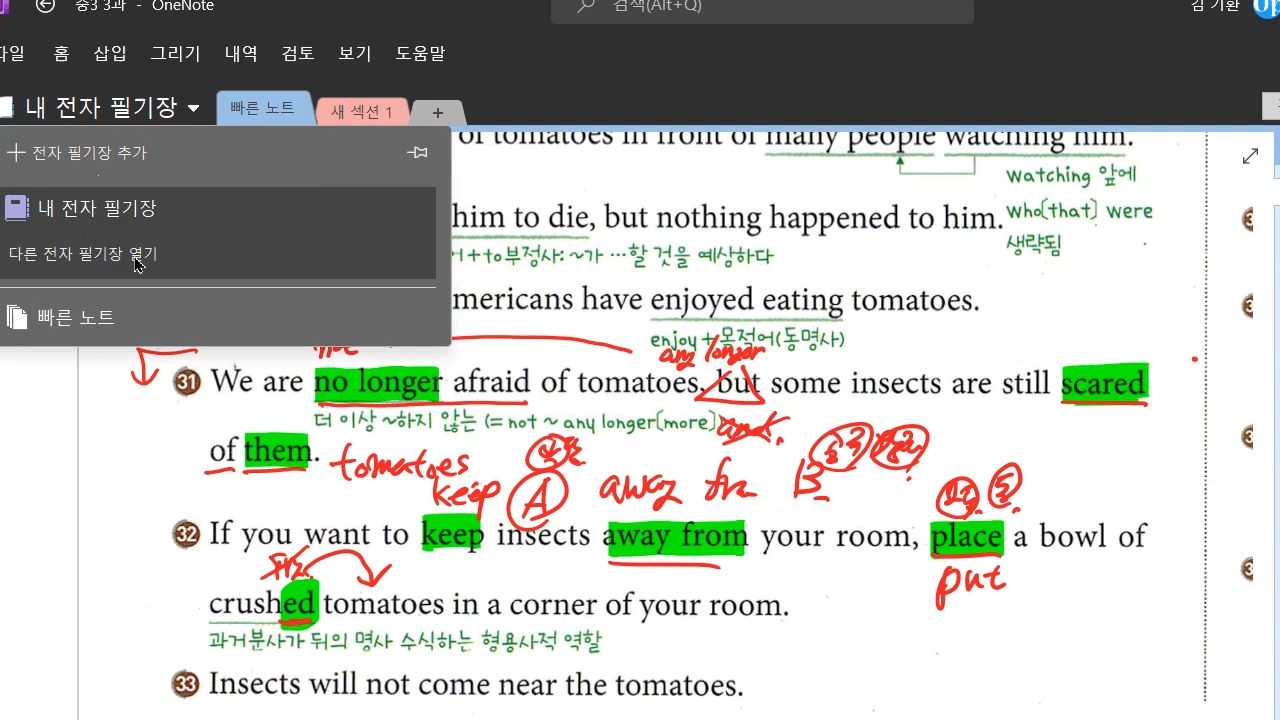 중3 3과 - OneNote
검색(Alt+Q)
김 기환
파일 홈 삽입 그리기 내역 검토 보기 도움말
내 전자 필기장 빠른 노트 새 섹션 1 +
전자 필기장 추가
내 전자 필기장
다른 전자 필기장 열기
빠른 노트
of tomatoes in front of many people watching him.
watching 앞에
who(that) were
생략됨
him to die, but nothing happened to him.
+to부정사: ~가 …할 것을 예상하다
mericans have enjoyed eating tomatoes.
enjoy + 목적어(동명사)
any longer
31 We are no longer afraid of tomatoes, but some insects are still scared
더 이상 ~하지 않는 (= not ~ any longer(more))
of them.
tomatoes
keep A away B
32 If you want to keep insects away from your room, place a bowl of
put
crushed tomatoes in a corner of your room.
과거분사가 뒤의 명사 수식하는 형용사적 역할
33 Insects will not come near the tomatoes.